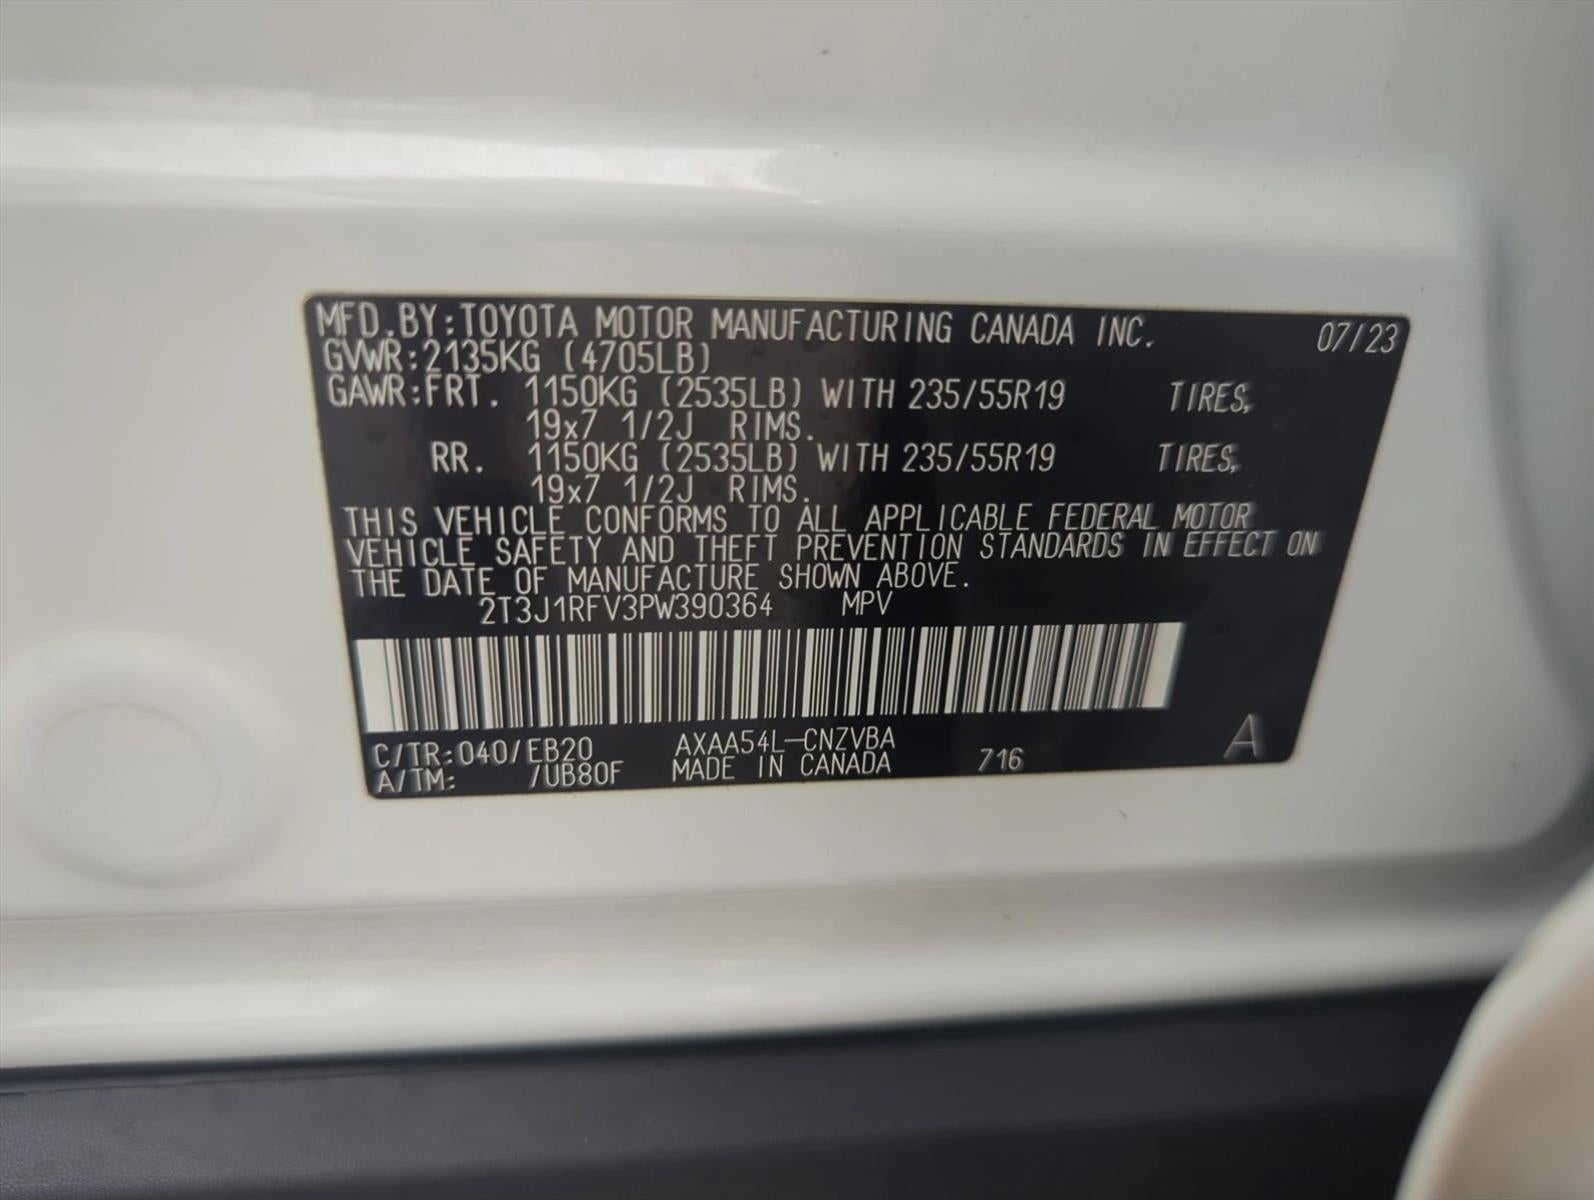 MFD.BY:TOYOTA MOTOR MANUFACTURING CANADA INC. 07/23
GVWR:2135KG (4705LB)
GAWR:FRT. 1150KG (2535LB) WITH 235/55R19 TIRES,
19x7 1/2J RIMS.
RR. 1150KG (2535LB) WITH 235/55R19 TIRES,
19x7 1/2J RIMS.
THIS VEHICLE CONFORMS TO ALL APPLICABLE FEDERAL MOTOR
VEHICLE SAFETY AND THEFT PREVENTION STANDARDS IN EFFECT ON
THE DATE OF MANUFACTURE SHOWN ABOVE.
2T3J1RFV3PW390364 MPV
C/TR:040/EB20 AXAA54L-CNZVBA
A/TM: /UB80F MADE IN CANADA 716 A